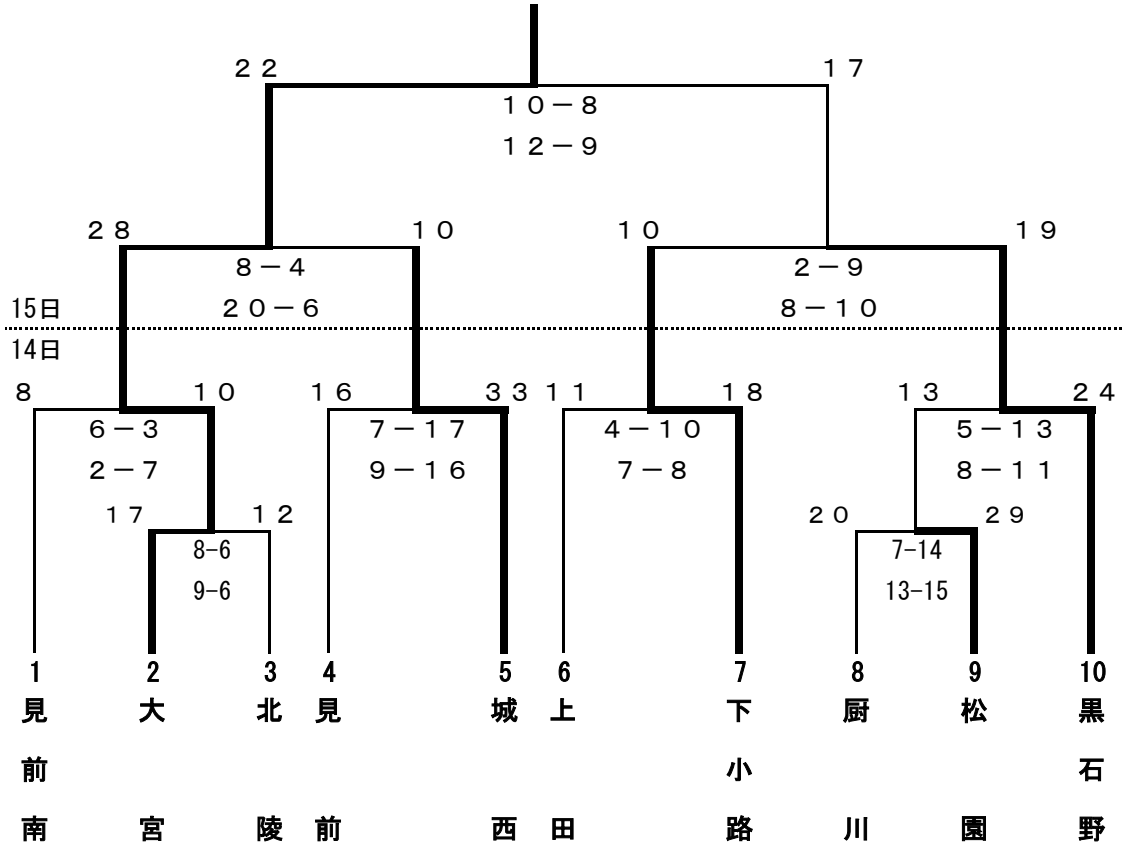 ２２ １７
１０－８
１２－９
２８ １０ １０ １９
８－４ ２－９
15日 ２０－６ ８－１０
14日
８ １０ １６ ３３ １１ １８ １３ ２４
６－３ ７－１７ ４－１０ ５－１３
２－７ ９－１６ ７－８ ８－１１
１７ １２ ２０ ２９
8-6 7-14
9-6 13-15
1 2 3 4 5 6 7 8 9 10
見前南
大宮
北陵
見前
城西
上田
下小路
厨川
松園
黒石野